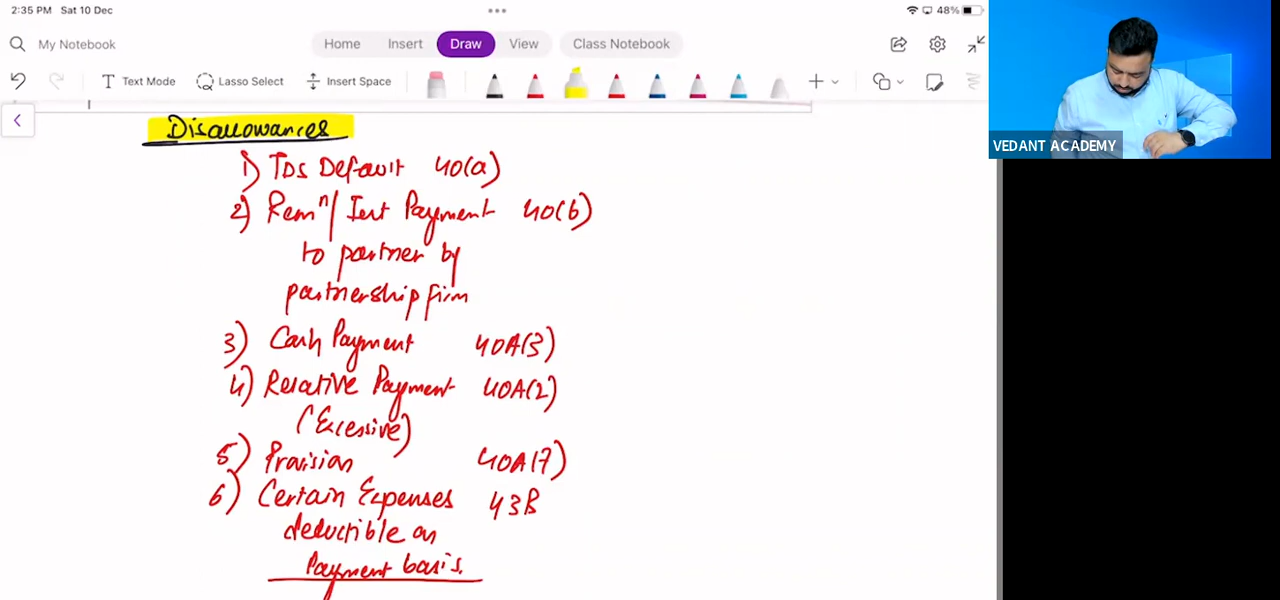 2:35 PM Sat 10 Dec
48%
My Notebook
Home Insert Draw View Class Notebook
Text Mode Lasso Select Insert Space
VEDANT ACADEMY
Disallowances
1) TDS Default 40(a)
2) Remⁿ/ Int Payment 40(b)
to partner by
partnership firm
3) Cash Payment 40A(3)
4) Relative Payment 40A(2)
(Excessive)
5) Provision 40A(7)
6) Certain Expenses 43B
deductible on
Payment basis.